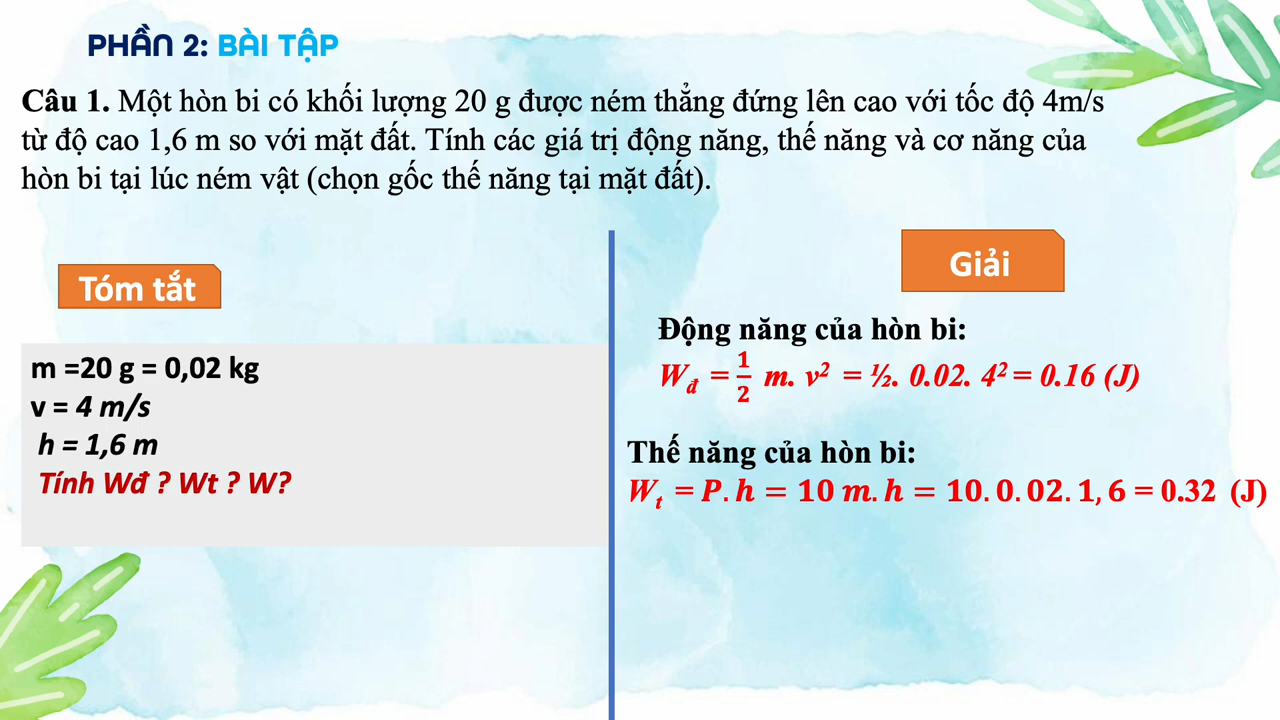 PHẦN 2: BÀI TẬP
Câu 1. Một hòn bi có khối lượng 20 g được ném thẳng đứng lên cao với tốc độ 4m/s
từ độ cao 1,6 m so với mặt đất. Tính các giá trị động năng, thế năng và cơ năng của
hòn bi tại lúc ném vật (chọn gốc thế năng tại mặt đất).
Tóm tắt
m =20 g = 0,02 kg
v = 4 m/s
h = 1,6 m
Tính Wđ ? Wt ? W?
Giải
Động năng của hòn bi:
W_đ = 1/2 m. v² = ½. 0.02. 4² = 0.16 (J)
Thế năng của hòn bi:
W_t = P. h = 10 m. h = 10. 0. 02. 1, 6 = 0.32 (J)